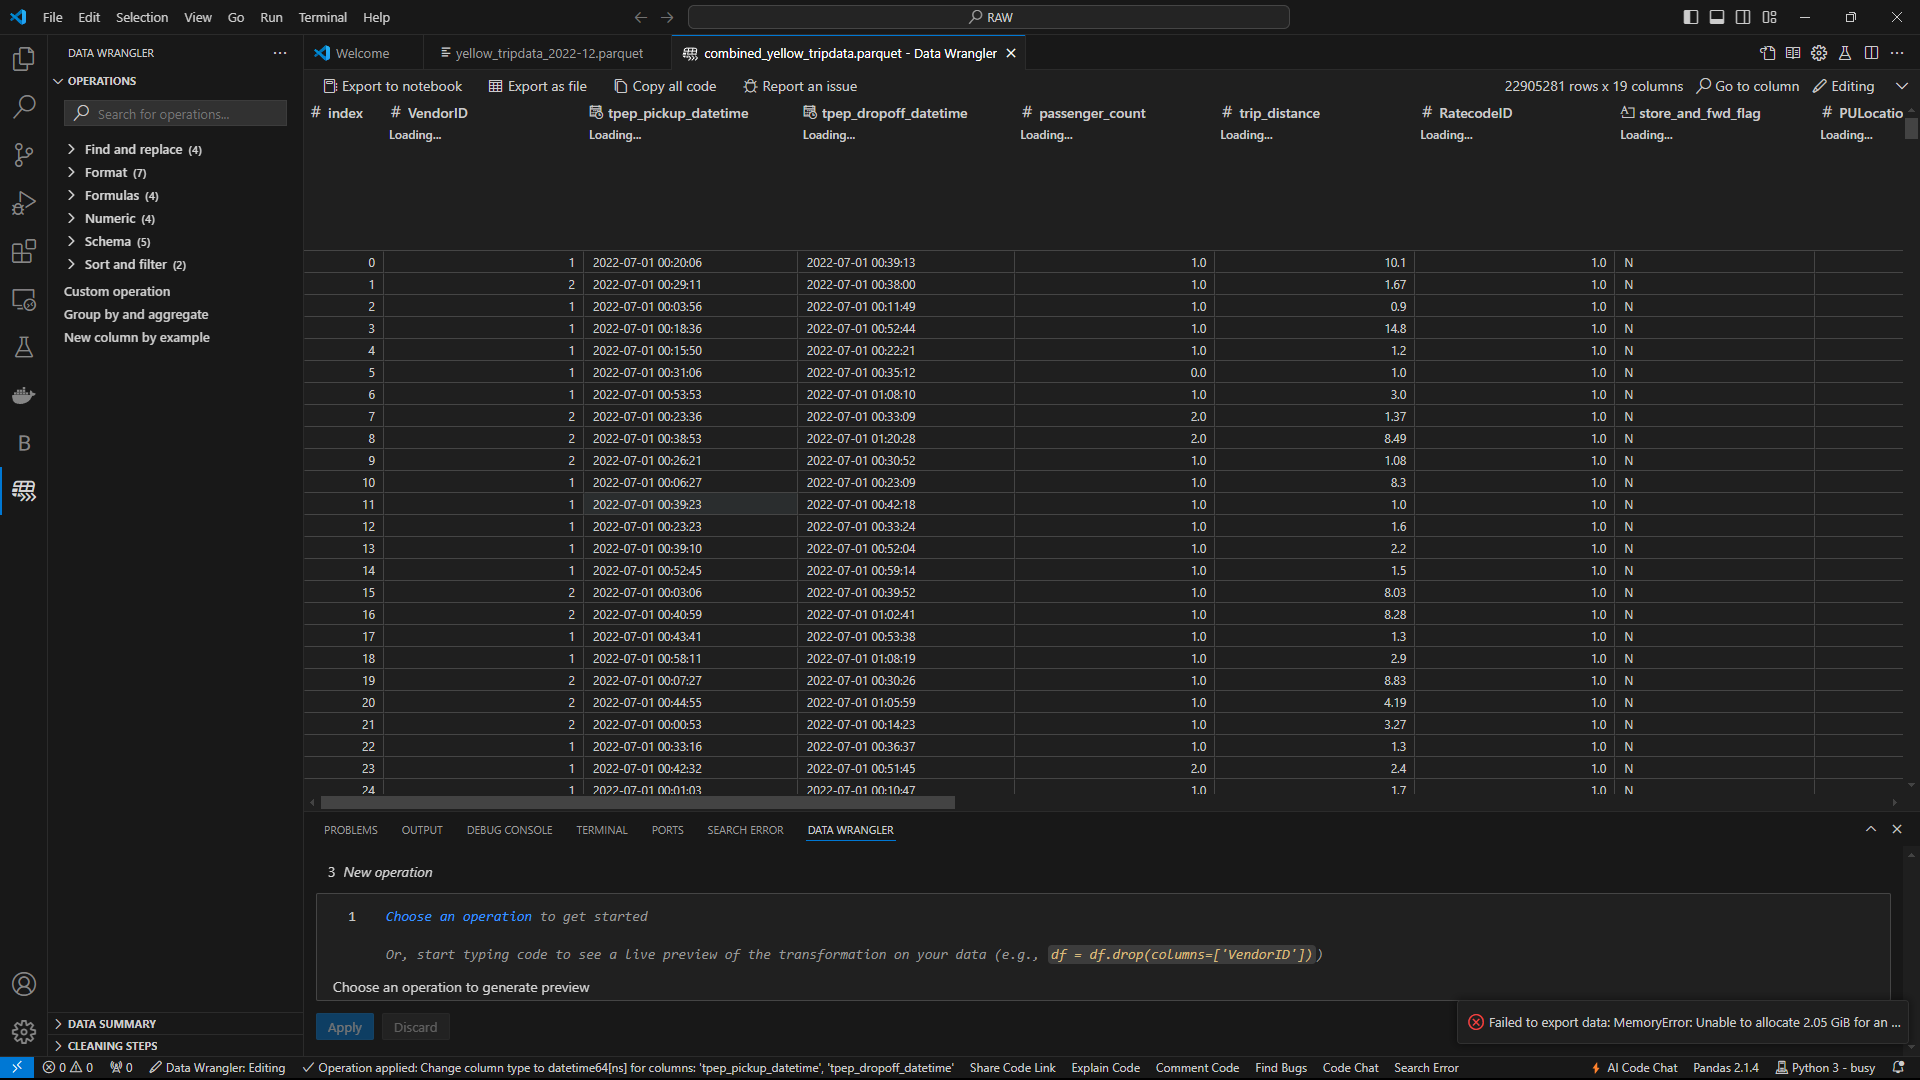 File Edit Selection View Go Run Terminal Help
RAW
DATA WRANGLER
Welcome
yellow_tripdata_2022-12.parquet
combined_yellow_tripdata.parquet - Data Wrangler
OPERATIONS
Search for operations...
Find and replace (4)
Format (7)
Formulas (4)
Numeric (4)
Schema (5)
Sort and filter (2)
Custom operation
Group by and aggregate
New column by example
Export to notebook Export as file Copy all code Report an issue
22905281 rows x 19 columns Go to column Editing
# index # VendorID tpep_pickup_datetime tpep_dropoff_datetime # passenger_count # trip_distance # RatecodeID store_and_fwd_flag # PULocatio
Loading... Loading... Loading... Loading... Loading... Loading... Loading... Loading...
0 1 2022-07-01 00:20:06 2022-07-01 00:39:13 1.0 10.1 1.0 N
1 2 2022-07-01 00:29:11 2022-07-01 00:38:00 1.0 1.67 1.0 N
2 1 2022-07-01 00:03:56 2022-07-01 00:11:49 1.0 0.9 1.0 N
3 1 2022-07-01 00:18:36 2022-07-01 00:52:44 1.0 14.8 1.0 N
4 1 2022-07-01 00:15:50 2022-07-01 00:22:21 1.0 1.2 1.0 N
5 1 2022-07-01 00:31:06 2022-07-01 00:35:12 0.0 1.0 1.0 N
6 1 2022-07-01 00:53:53 2022-07-01 01:08:10 1.0 3.0 1.0 N
7 2 2022-07-01 00:23:36 2022-07-01 00:33:09 2.0 1.37 1.0 N
8 2 2022-07-01 00:38:53 2022-07-01 01:20:28 2.0 8.49 1.0 N
9 2 2022-07-01 00:26:21 2022-07-01 00:30:52 1.0 1.08 1.0 N
10 1 2022-07-01 00:06:27 2022-07-01 00:23:09 1.0 8.3 1.0 N
11 1 2022-07-01 00:39:23 2022-07-01 00:42:18 1.0 1.0 1.0 N
12 1 2022-07-01 00:23:23 2022-07-01 00:33:24 1.0 1.6 1.0 N
13 1 2022-07-01 00:39:10 2022-07-01 00:52:04 1.0 2.2 1.0 N
14 1 2022-07-01 00:52:45 2022-07-01 00:59:14 1.0 1.5 1.0 N
15 2 2022-07-01 00:03:06 2022-07-01 00:39:52 1.0 8.03 1.0 N
16 2 2022-07-01 00:40:59 2022-07-01 01:02:41 1.0 8.28 1.0 N
17 1 2022-07-01 00:43:41 2022-07-01 00:53:38 1.0 1.3 1.0 N
18 1 2022-07-01 00:58:11 2022-07-01 01:08:19 1.0 2.9 1.0 N
19 2 2022-07-01 00:07:27 2022-07-01 00:30:26 1.0 8.83 1.0 N
20 2 2022-07-01 00:44:55 2022-07-01 01:05:59 1.0 4.19 1.0 N
21 2 2022-07-01 00:00:53 2022-07-01 00:14:23 1.0 3.27 1.0 N
22 1 2022-07-01 00:33:16 2022-07-01 00:36:37 1.0 1.3 1.0 N
23 1 2022-07-01 00:42:32 2022-07-01 00:51:45 2.0 2.4 1.0 N
24 1 2022-07-01 00:01:03 2022-07-01 00:10:47 1.0 1.7 1.0 N
PROBLEMS OUTPUT DEBUG CONSOLE TERMINAL PORTS SEARCH ERROR DATA WRANGLER
3 New operation
1 Choose an operation to get started
Or, start typing code to see a live preview of the transformation on your data (e.g., df = df.drop(columns=['VendorID']))
Choose an operation to generate preview
Apply Discard
Failed to export data: MemoryError: Unable to allocate 2.05 GiB for an ...
DATA SUMMARY
CLEANING STEPS
0 0 0 Data Wrangler: Editing Operation applied: Change column type to datetime64[ns] for columns: 'tpep_pickup_datetime', 'tpep_dropoff_datetime' Share Code Link Explain Code Comment Code Find Bugs Code Chat Search Error AI Code Chat Pandas 2.1.4 Python 3 - busy